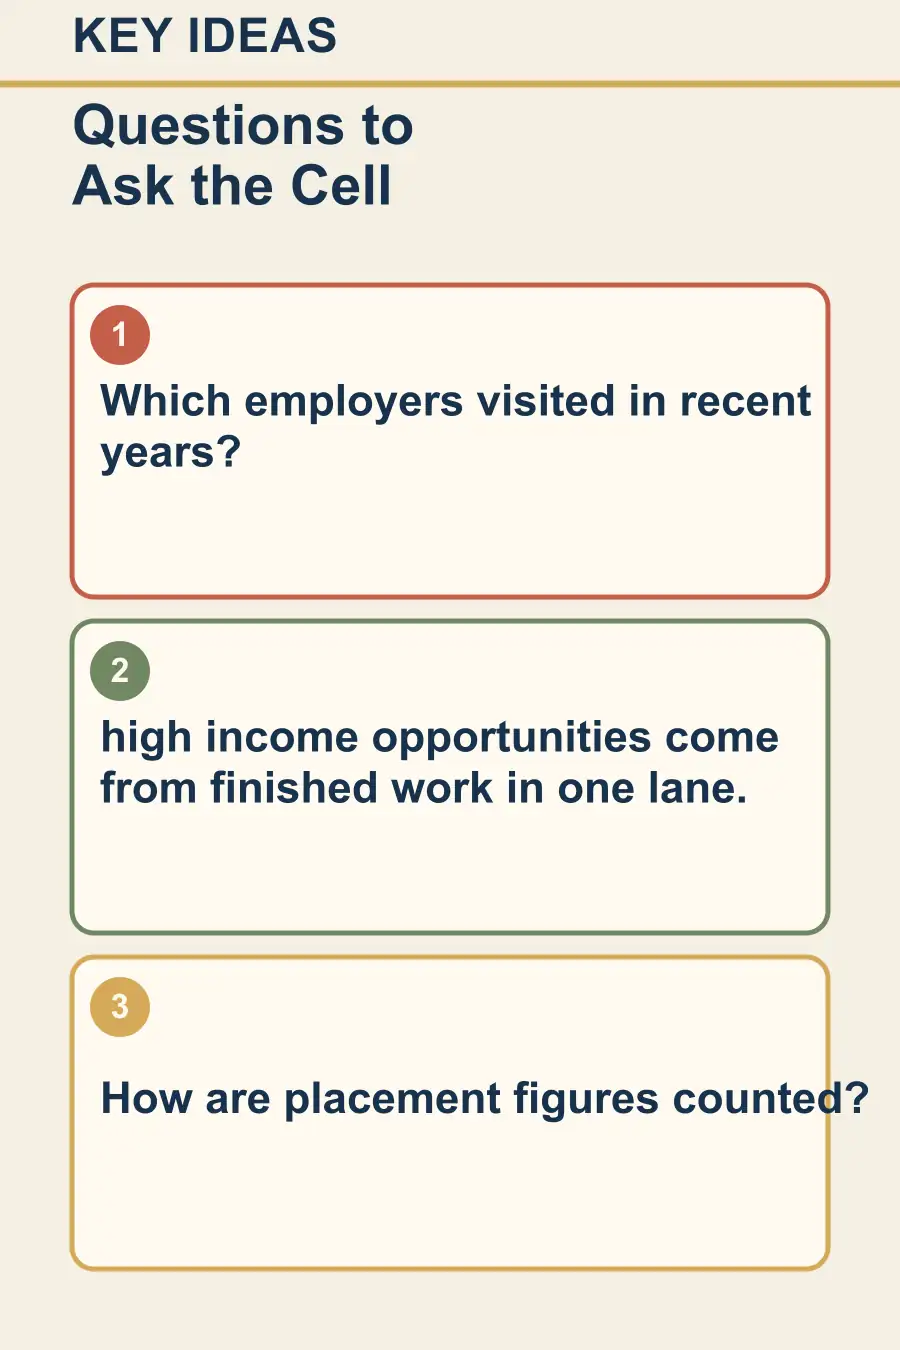 KEY IDEAS
Questions to
Ask the Cell
1
Which employers visited in recent
years?
2
high income opportunities come
from finished work in one lane.
3
How are placement figures counted?